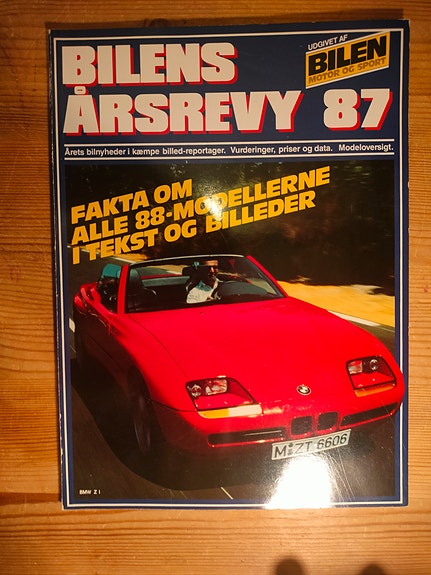 UDGIVET AF
BILEN
MOTOR OG SPORT
BILENS
ÅRSREVY 87
Årets bilnyheder i kæmpe billed-reportager. Vurderinger, priser og data. Modeloversigt.
FAKTA OM
ALLE 88-MODELLERNE
I TEKST OG BILLEDER
M ZT 6606
BMW Z 1